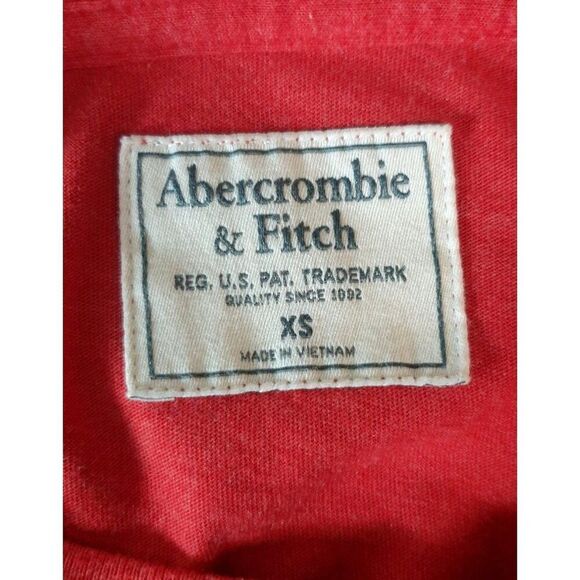 Abercrombie
& Fitch
REG. U.S. PAT. TRADEMARK
QUALITY SINCE 1892
XS
MADE IN VIETNAM